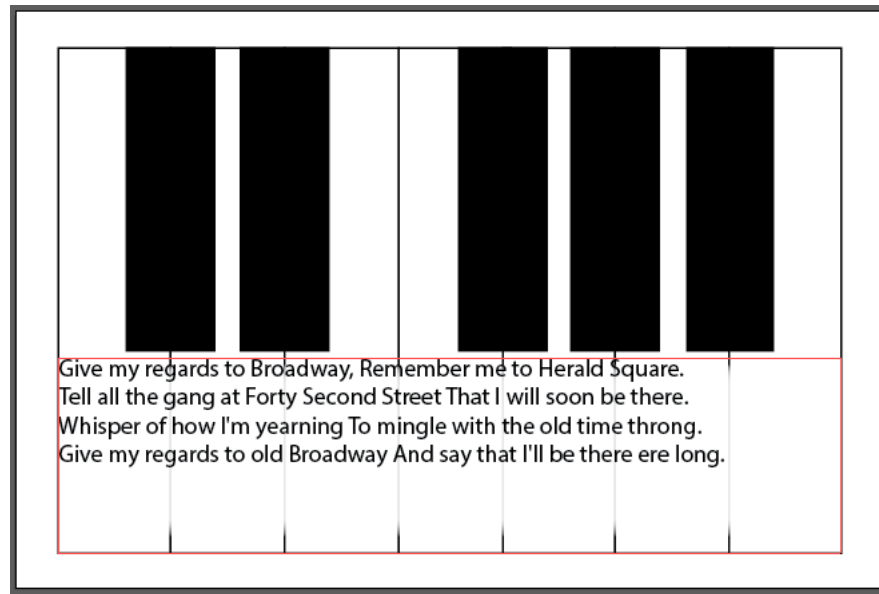 Give my regards to Broadway, Remember me to Herald Square.
Tell all the gang at Forty Second Street That I will soon be there.
Whisper of how I'm yearning To mingle with the old time throng.
Give my regards to old Broadway And say that I'll be there ere long.